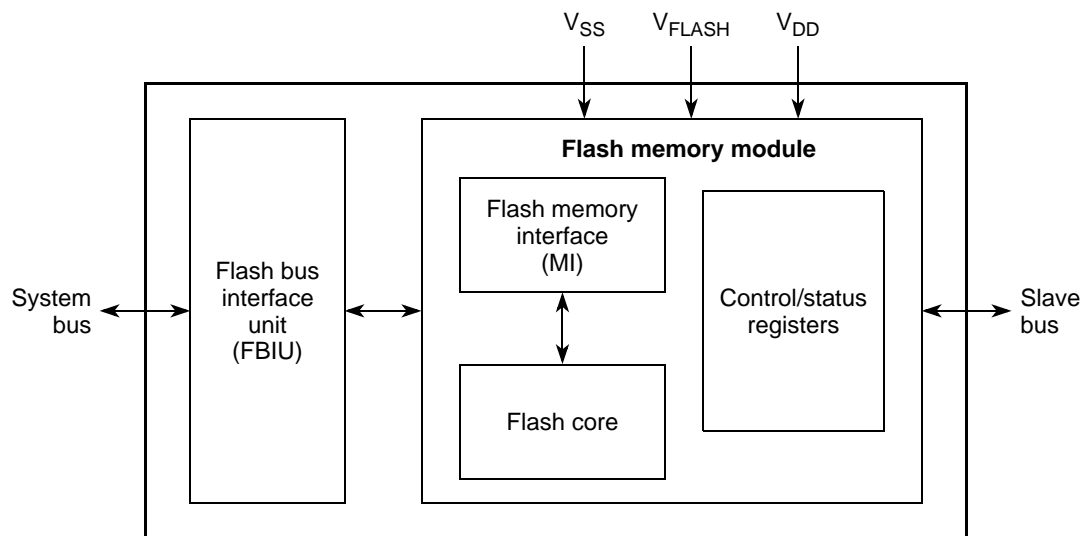 V_SS V_FLASH V_DD
Flash memory module
Flash memory
interface
(MI)
System
bus
Flash bus
interface
unit
(FBIU)
Control/status
registers
Slave
bus
Flash core